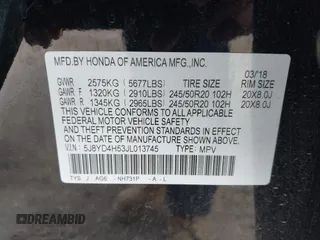 MFD.BY HONDA OF AMERICA MFG.,INC.
03/18
GVWR 2575KG (5677LBS) TIRE SIZE RIM SIZE
GAWR F 1320KG (2910LBS) 245/50R20 102H 20X8.0J
GAWR R 1345KG (2965LBS) 245/50R20 102H 20X8.0J
THIS VEHICLE CONFORMS TO ALL APPLICABLE
FEDERAL MOTOR VEHICLE SAFETY AND THEFT PREVENTION
STANDARDS IN EFFECT ON THE DATE OF MANUFACTURE SHOWN ABOVE.
V.I.N.: 5J8YD4H53JL013745 TYPE: MPV
TYS J AGE - NH731P - A - L